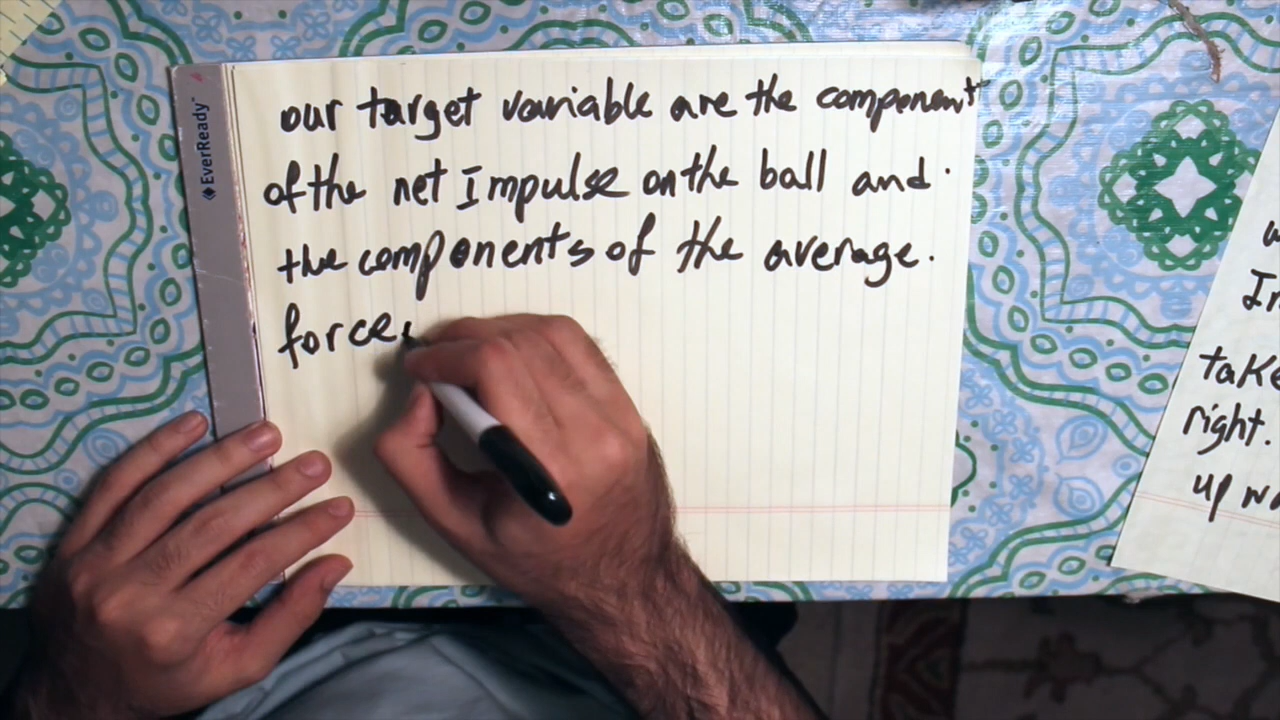 EverReady™
our target variable are the component
of the net Impulse on the ball and.
the components of the average.
force
take
right.
up